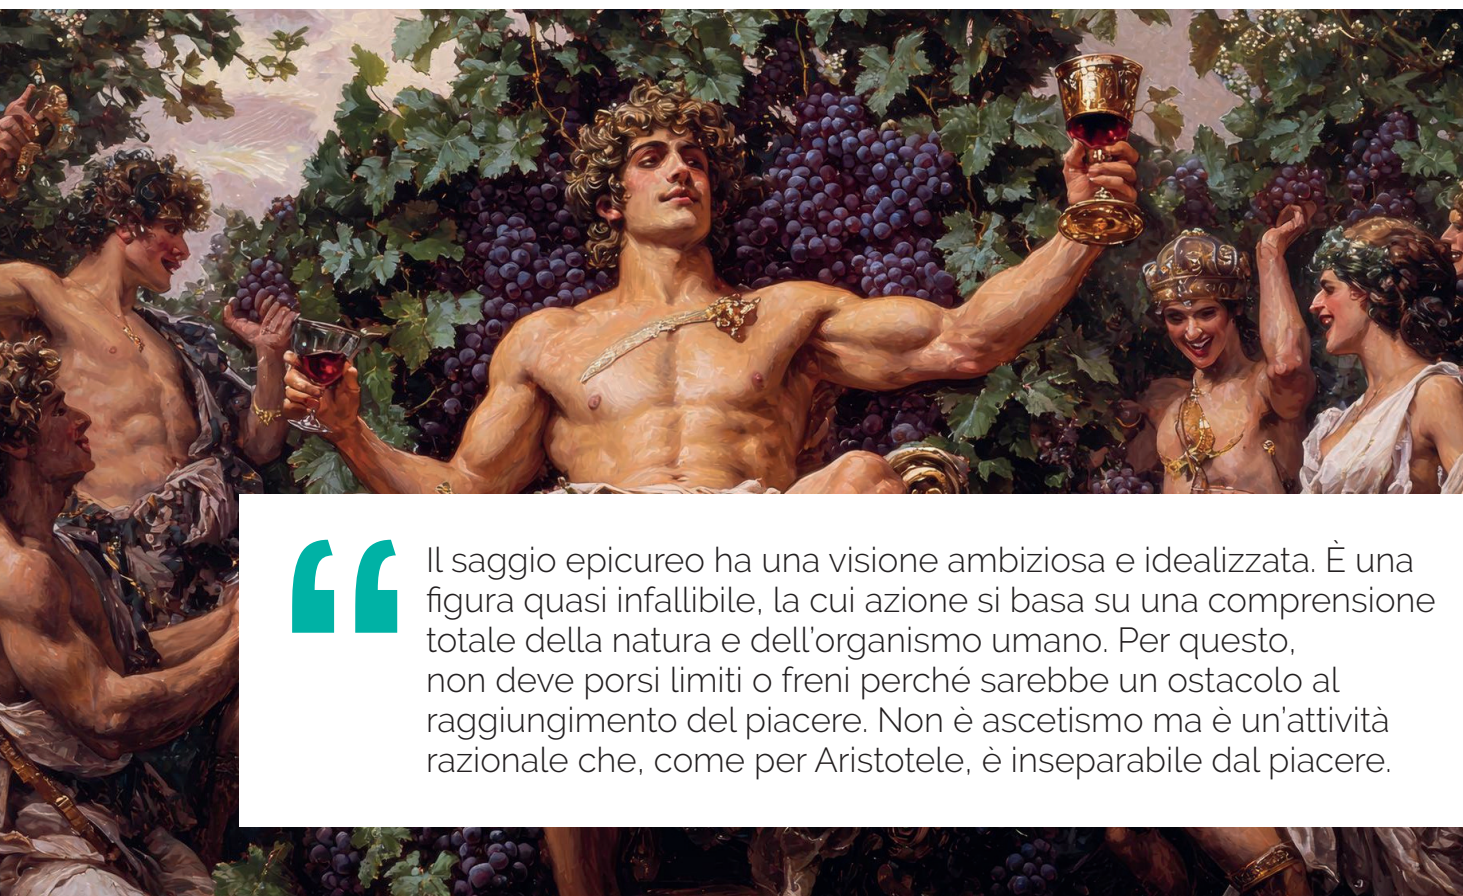 “
Il saggio epicureo ha una visione ambiziosa e idealizzata. È una
figura quasi infallibile, la cui azione si basa su una comprensione
totale della natura e dell’organismo umano. Per questo,
non deve porsi limiti o freni perché sarebbe un ostacolo al
raggiungimento del piacere. Non è ascetismo ma è un’attività
razionale che, come per Aristotele, è inseparabile dal piacere.